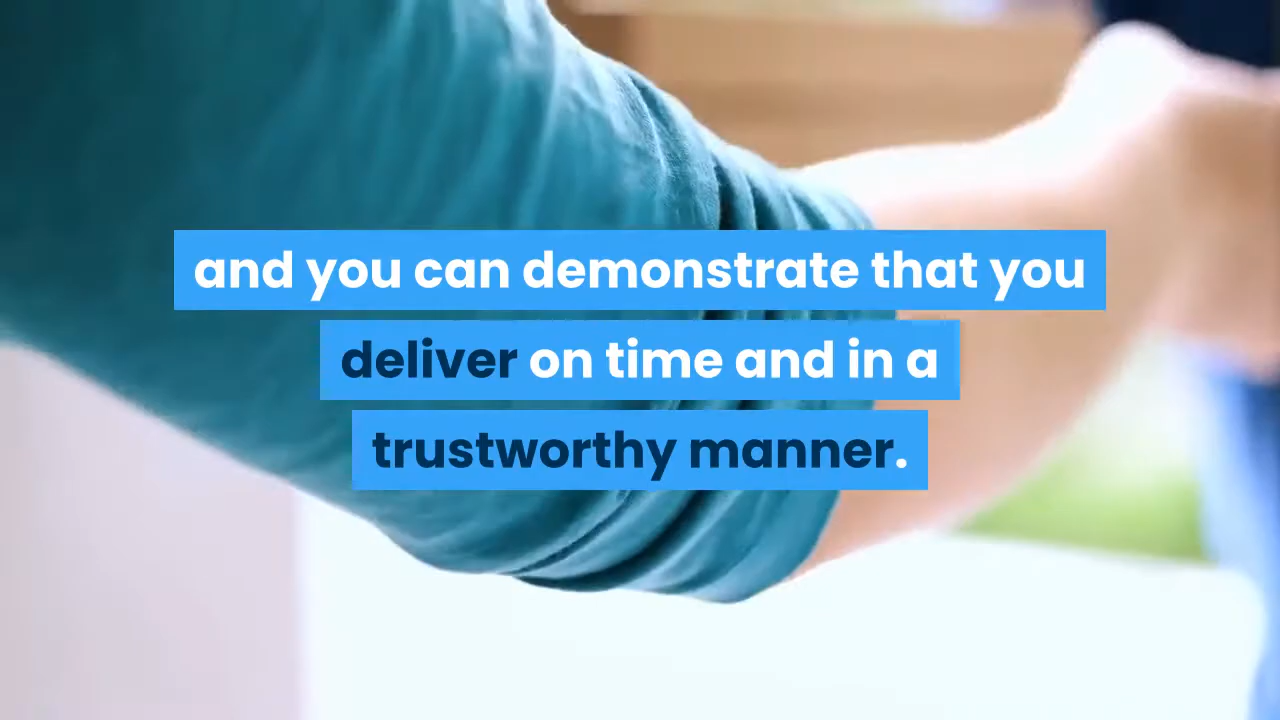 and you can demonstrate that you
deliver on time and in a
trustworthy manner.